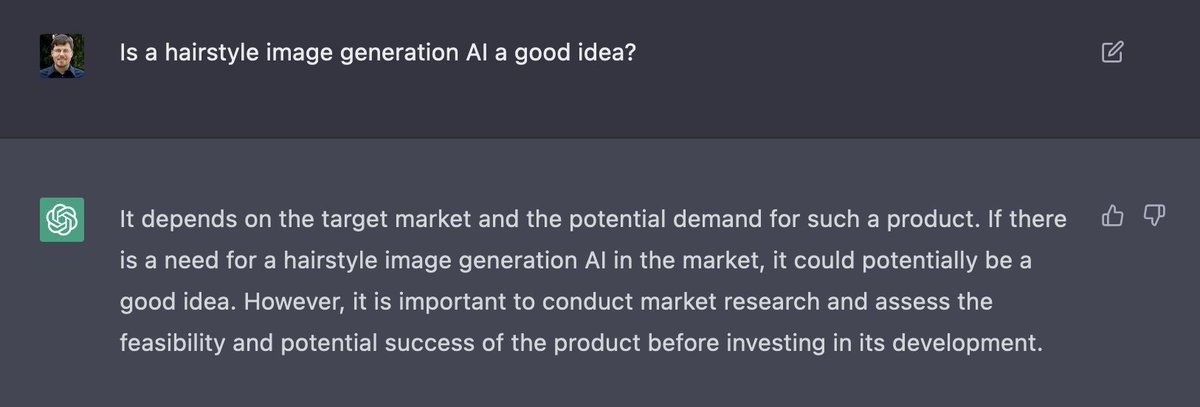 Is a hairstyle image generation AI a good idea?
It depends on the target market and the potential demand for such a product. If there
is a need for a hairstyle image generation AI in the market, it could potentially be a
good idea. However, it is important to conduct market research and assess the
feasibility and potential success of the product before investing in its development.